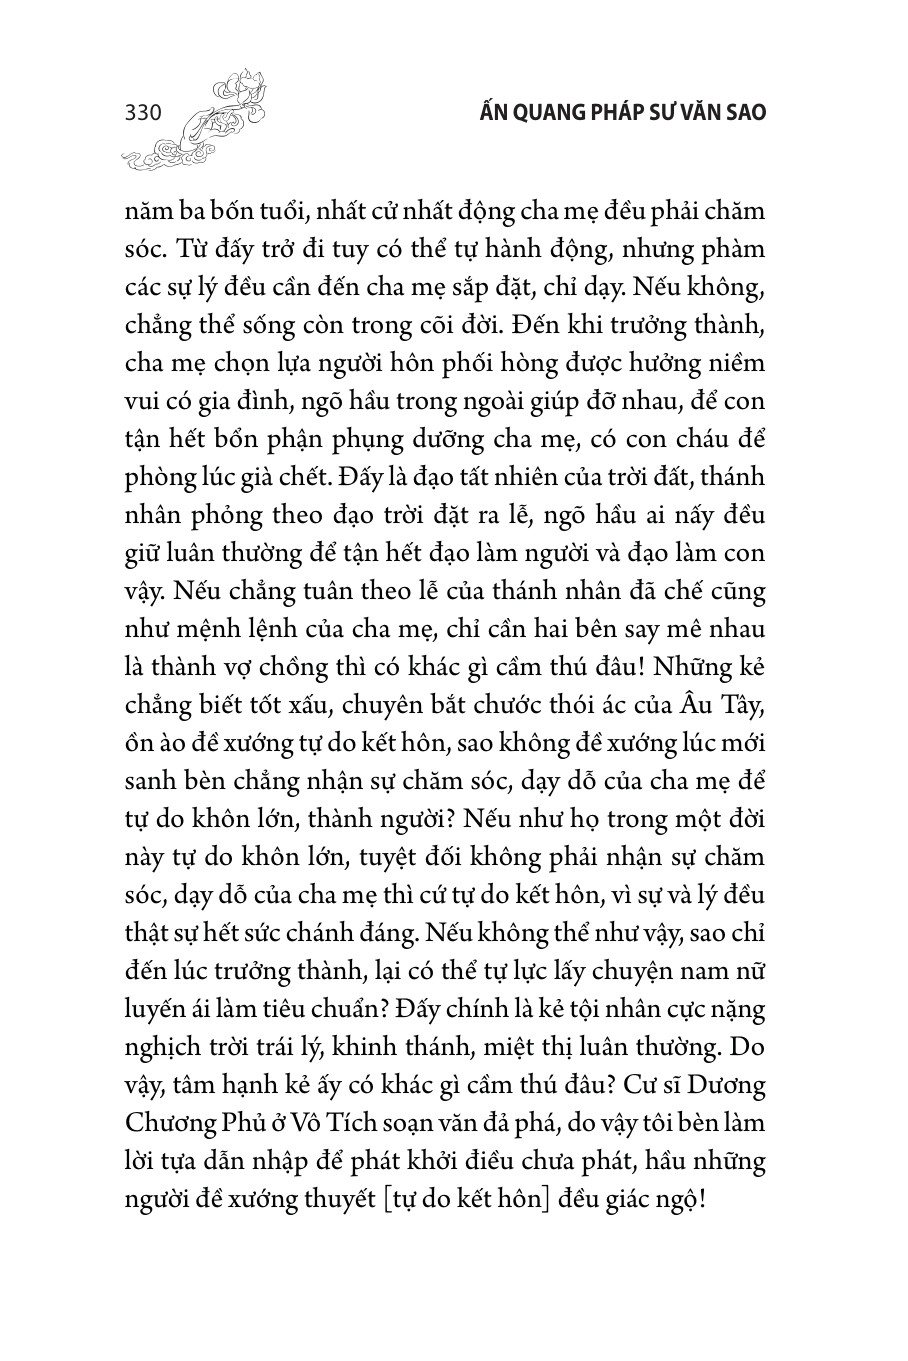 330
ẤN QUANG PHÁP SƯ VĂN SAO
năm ba bốn tuổi, nhất cử nhất động cha mẹ đều phải chăm
sóc. Từ đấy trở đi tuy có thể tự hành động, nhưng phàm
các sự lý đều cần đến cha mẹ sắp đặt, chỉ dạy. Nếu không,
chẳng thể sống còn trong cõi đời. Đến khi trưởng thành,
cha mẹ chọn lựa người hôn phối hòng được hưởng niềm
vui có gia đình, ngõ hầu trong ngoài giúp đỡ nhau, để con
tận hết bổn phận phụng dưỡng cha mẹ, có con cháu để
phòng lúc già chết. Đấy là đạo tất nhiên của trời đất, thánh
nhân phỏng theo đạo trời đặt ra lễ, ngõ hầu ai nấy đều
giữ luân thường để tận hết đạo làm người và đạo làm con
vậy. Nếu chẳng tuân theo lễ của thánh nhân đã chế cũng
như mệnh lệnh của cha mẹ, chỉ cần hai bên say mê nhau
là thành vợ chồng thì có khác gì cầm thú đâu! Những kẻ
chẳng biết tốt xấu, chuyên bắt chước thói ác của Âu Tây,
ồn ào đề xướng tự do kết hôn, sao không đề xướng lúc mới
sanh bèn chẳng nhận sự chăm sóc, dạy dỗ của cha mẹ để
tự do khôn lớn, thành người? Nếu như họ trong một đời
này tự do khôn lớn, tuyệt đối không phải nhận sự chăm
sóc, dạy dỗ của cha mẹ thì cứ tự do kết hôn, vì sự và lý đều
thật sự hết sức chánh đáng. Nếu không thể như vậy, sao chỉ
đến lúc trưởng thành, lại có thể tự lực lấy chuyện nam nữ
luyến ái làm tiêu chuẩn? Đấy chính là kẻ tội nhân cực nặng
nghịch trời trái lý, khinh thánh, miệt thị luân thường. Do
vậy, tâm hạnh kẻ ấy có khác gì cầm thú đâu? Cư sĩ Dương
Chương Phủ ở Vô Tích soạn văn đả phá, do vậy tôi bèn làm
lời tựa dẫn nhập để phát khởi điều chưa phát, hầu những
người đề xướng thuyết [tự do kết hôn] đều giác ngộ!